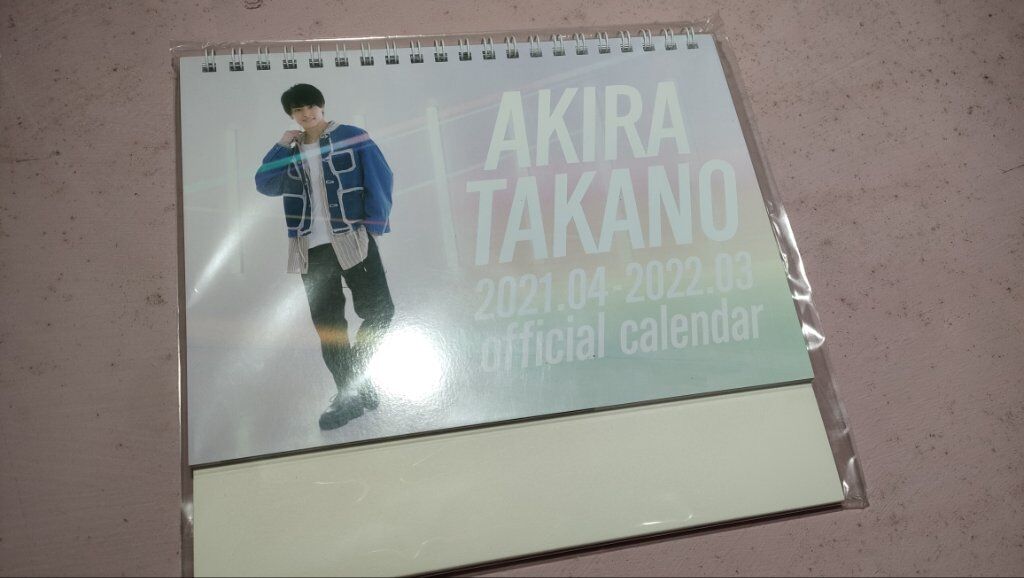 AKIRA
TAKANO
2021.04-2022.03
official calendar